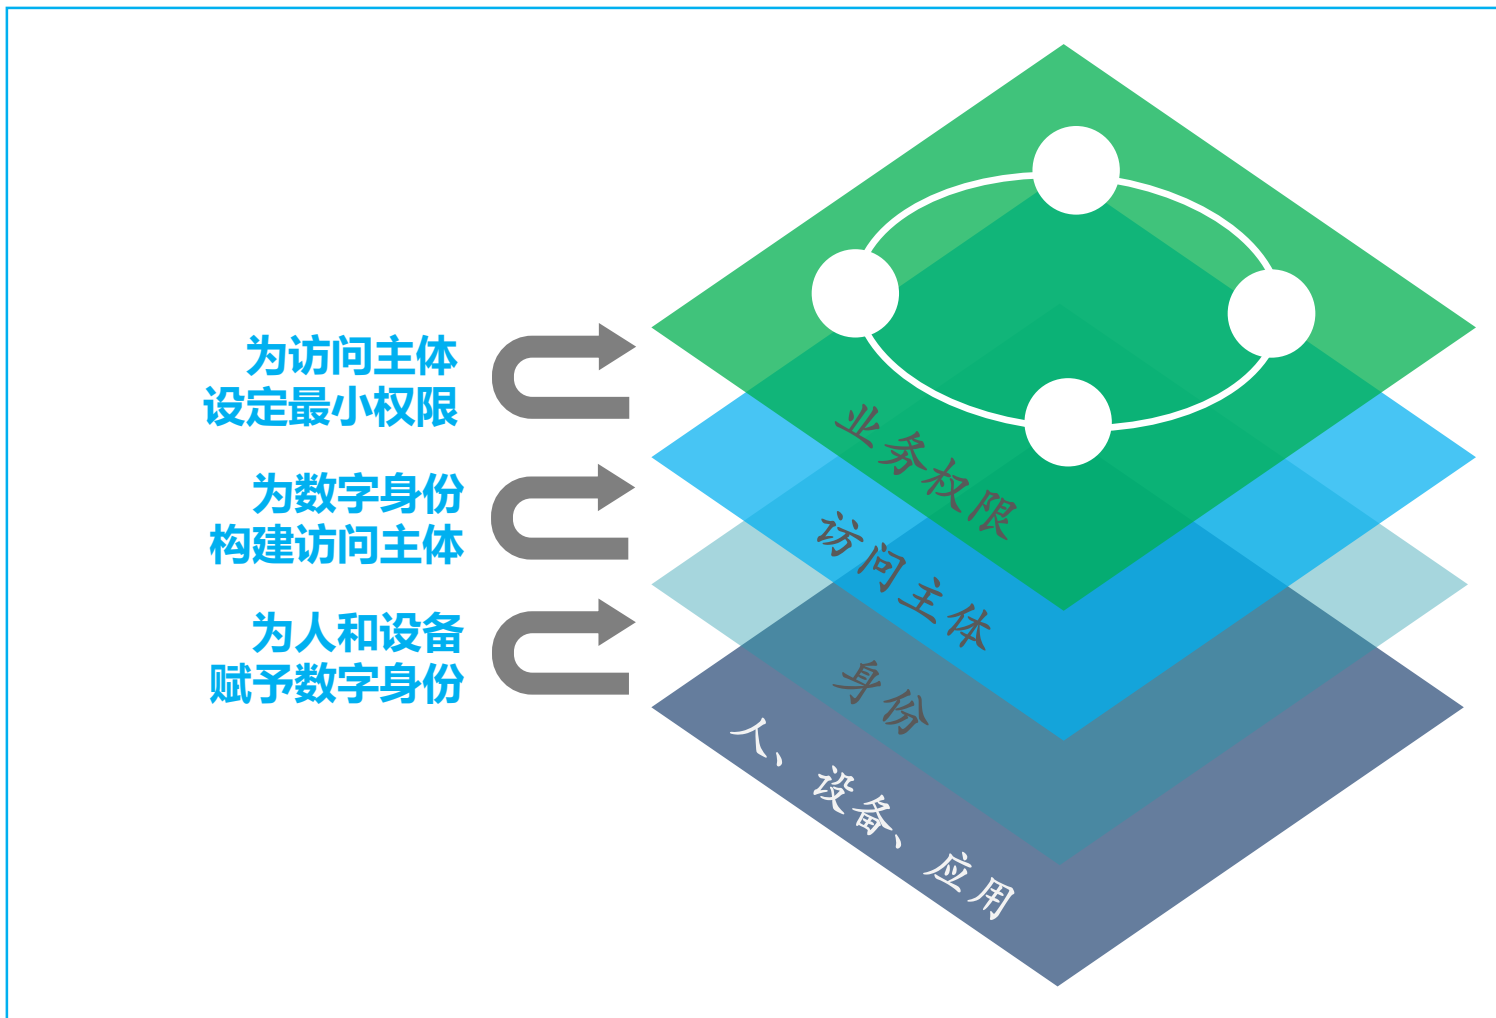 为访问主体
设定最小权限
为数字身份
构建访问主体
为人和设备
赋予数字身份
业务权限
访问主体
身份
人、设备、应用